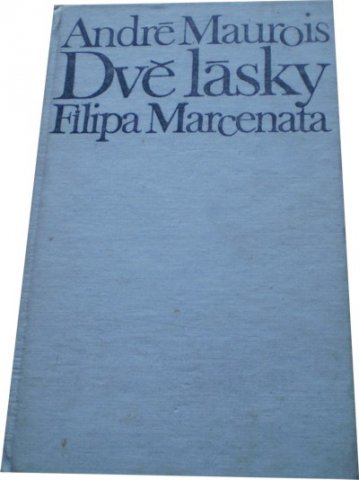 André Maurois
Dvě lásky
Filipa Marcenata